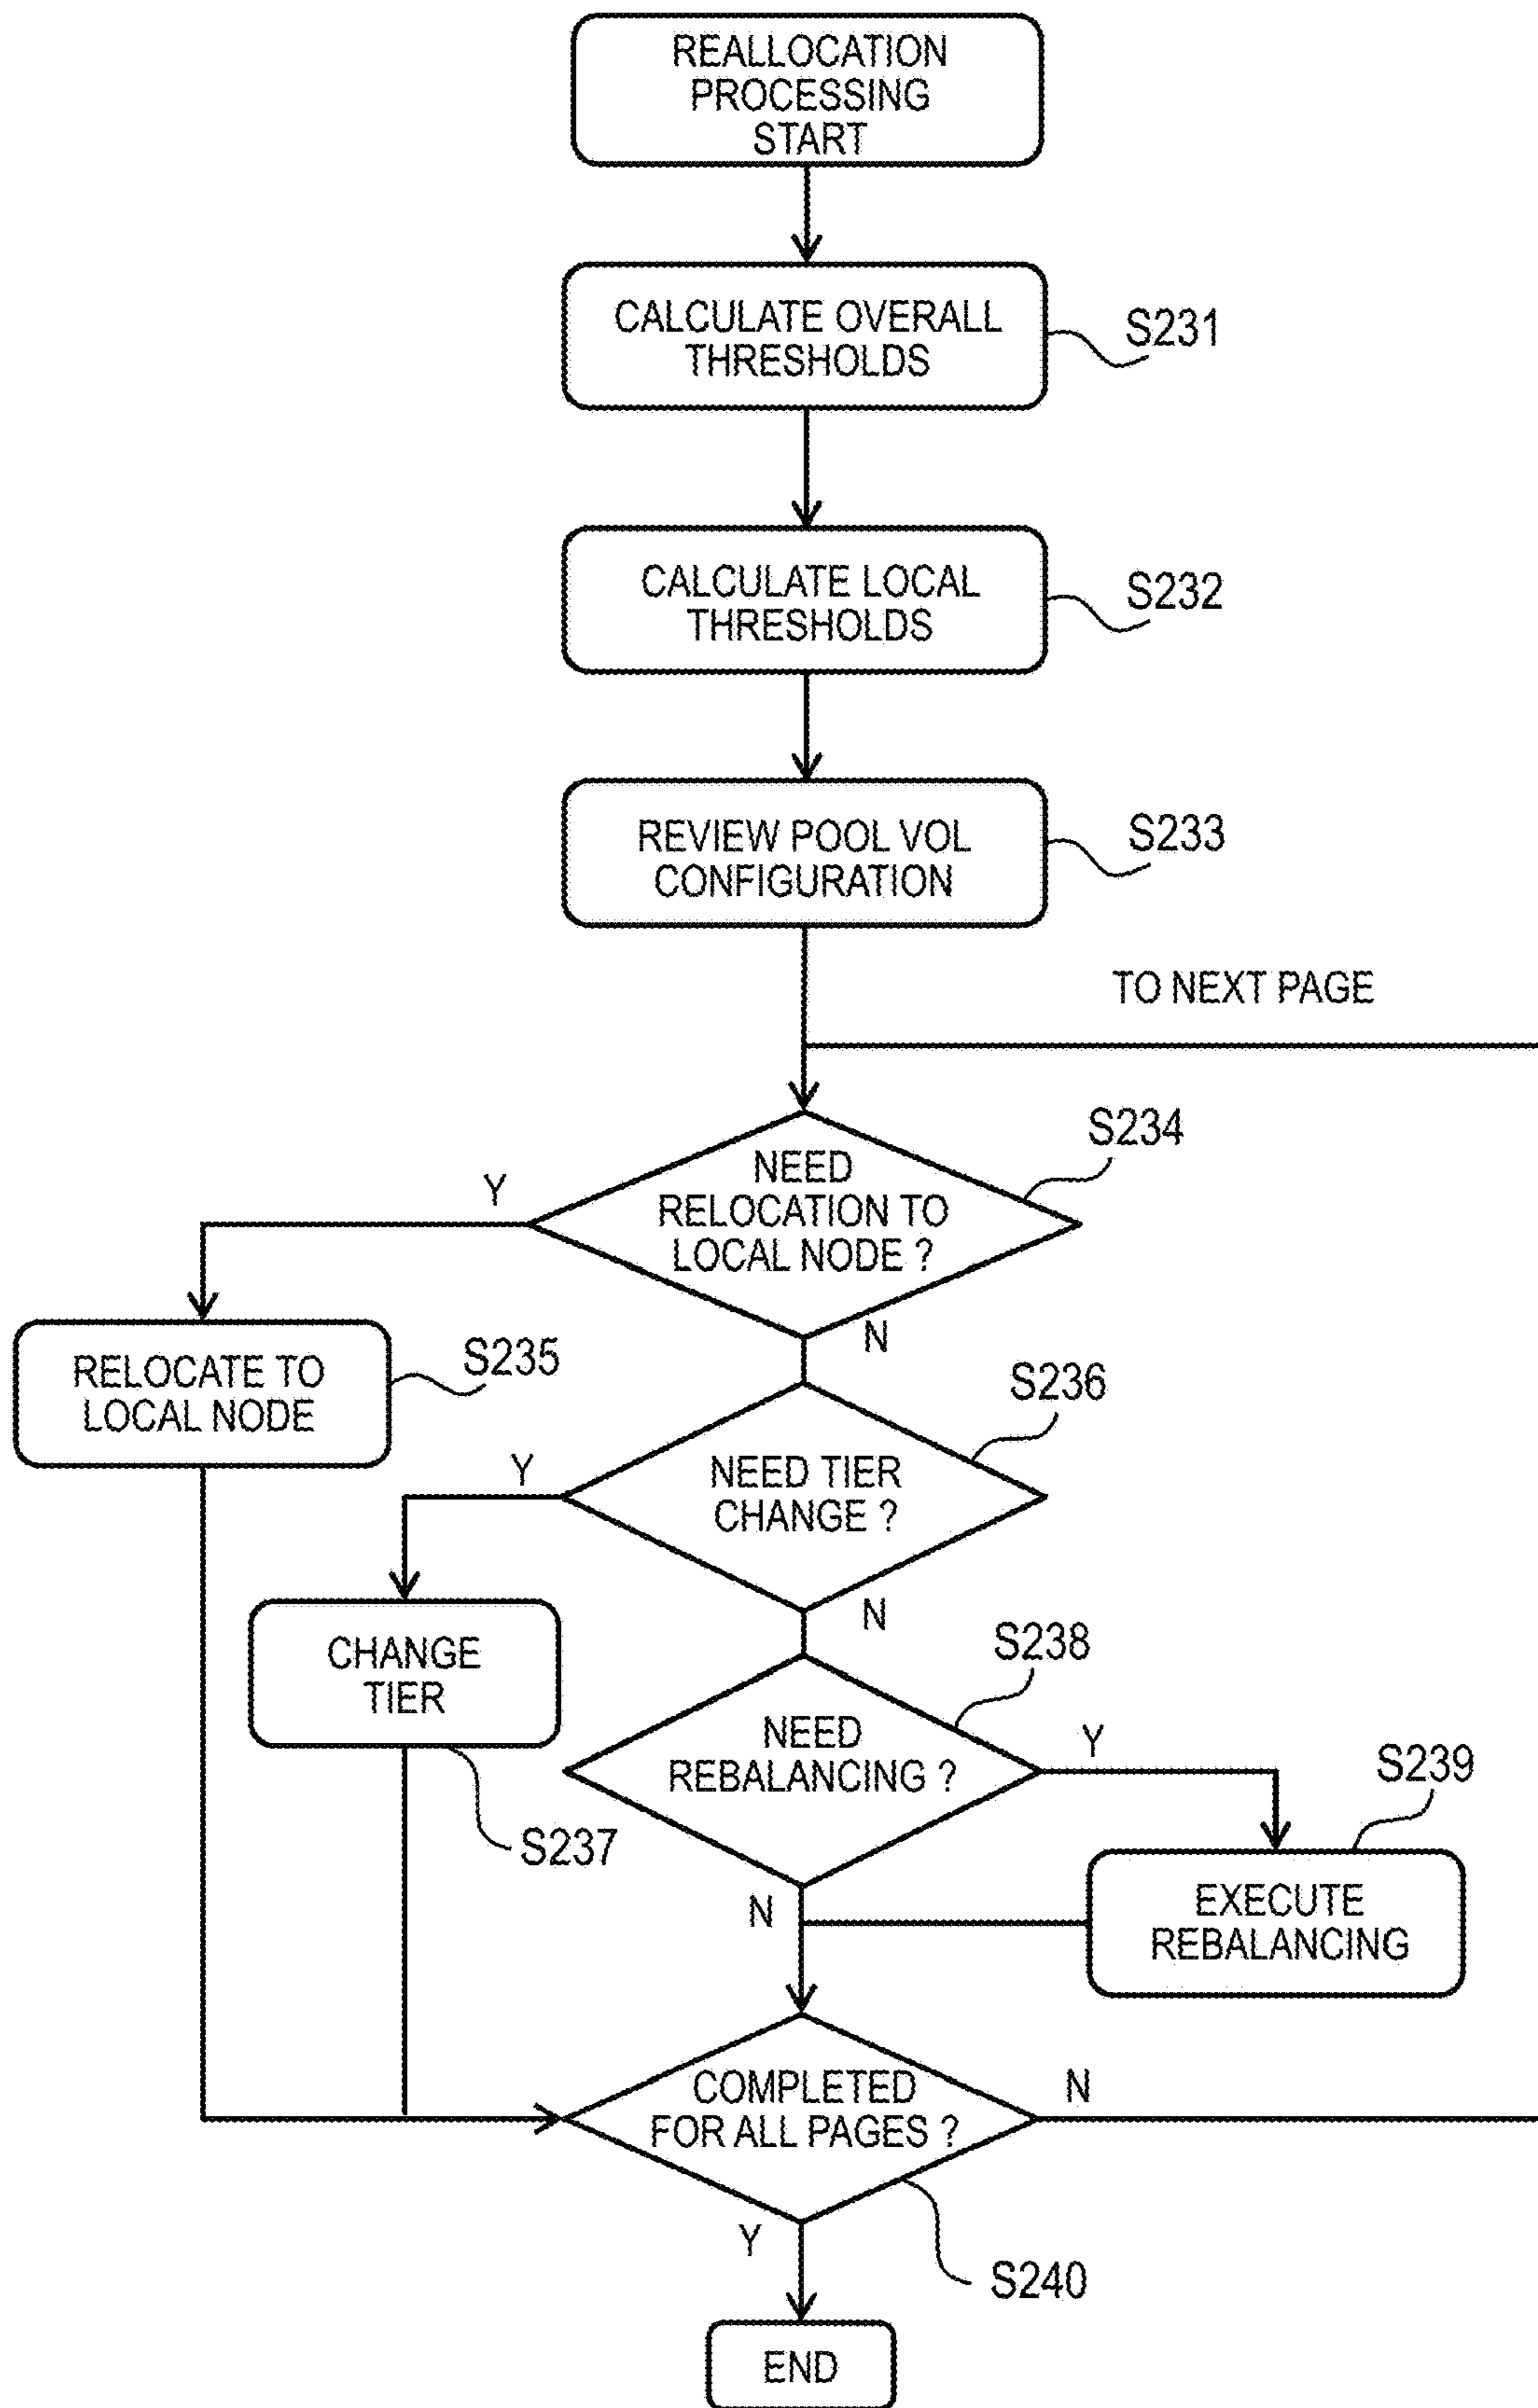 REALLOCATION
PROCESSING
START
CALCULATE OVERALL
THRESHOLDS
S231
CALCULATE LOCAL
THRESHOLDS
S232
REVIEW POOL VOL
CONFIGURATION
S233
TO NEXT PAGE
S234
NEED
RELOCATION TO
LOCAL NODE ?
Y
N
RELOCATE TO
LOCAL NODE
S235
S236
NEED TIER
CHANGE ?
Y
N
CHANGE
TIER
S237
S238
NEED
REBALANCING ?
Y
N
S239
EXECUTE
REBALANCING
COMPLETED
FOR ALL PAGES ?
N
Y
S240
END